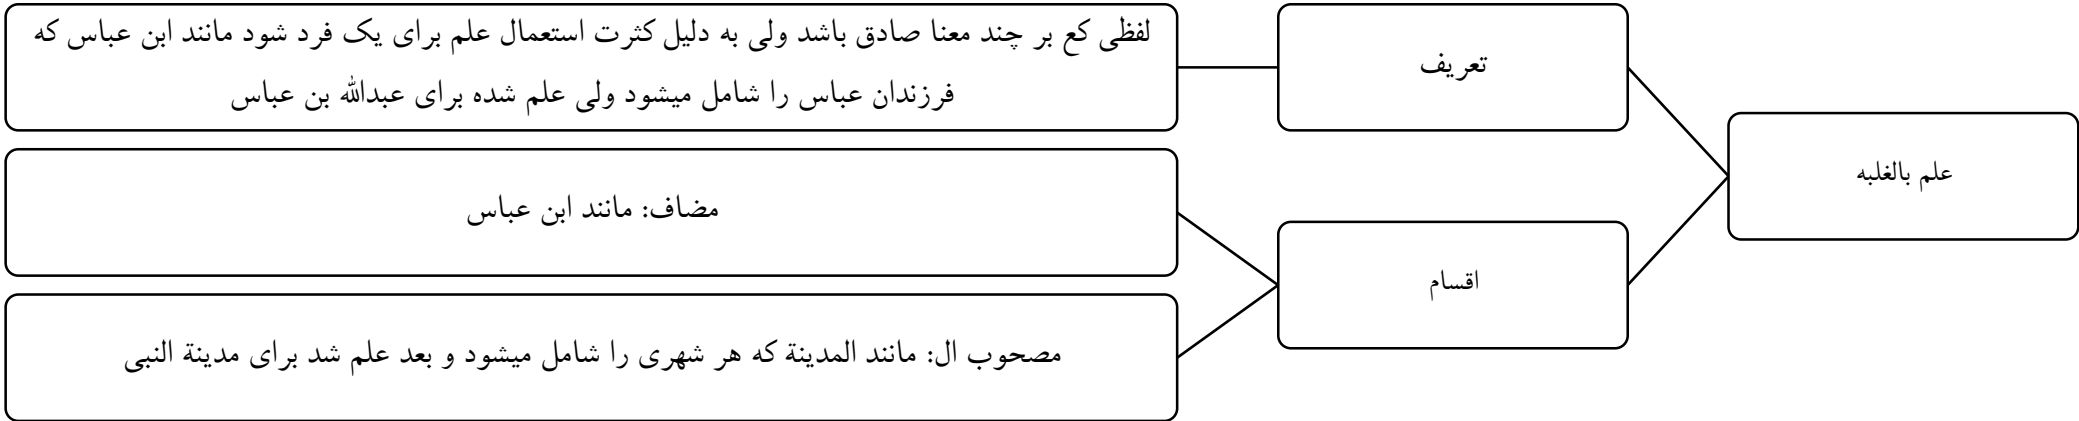 علم بالغلبه
تعریف
لفظی کع بر چند معنا صادق باشد ولی به دلیل کثرت استعمال علم برای یک فرد شود مانند ابن عباس که
فرزندان عباس را شامل میشود ولی علم شده برای عبدالله بن عباس
اقسام
مضاف: مانند ابن عباس
مصحوب ال: مانند المدینة که هر شهری را شامل میشود و بعد علم شد برای مدینة النبی